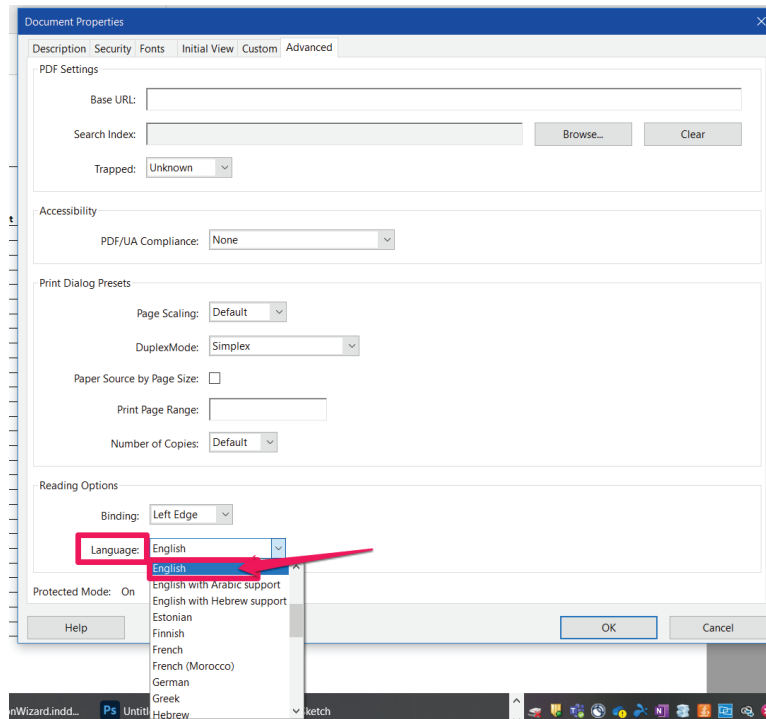 Document Properties
Description Security Fonts Initial View Custom Advanced
PDF Settings
Base URL:
Search Index: Browse... Clear
Trapped: Unknown
t
Accessibility
PDF/UA Compliance: None
Print Dialog Presets
Page Scaling: Default
DuplexMode: Simplex
Paper Source by Page Size:
Print Page Range:
Number of Copies: Default
Reading Options
Binding: Left Edge
Language: English
English
English with Arabic support
Protected Mode: On
English with Hebrew support
Estonian
Help Finnish OK Cancel
French
French (Morocco)
German
Greek
Hebrew
nWizard.indd... Ps Untitl ketch